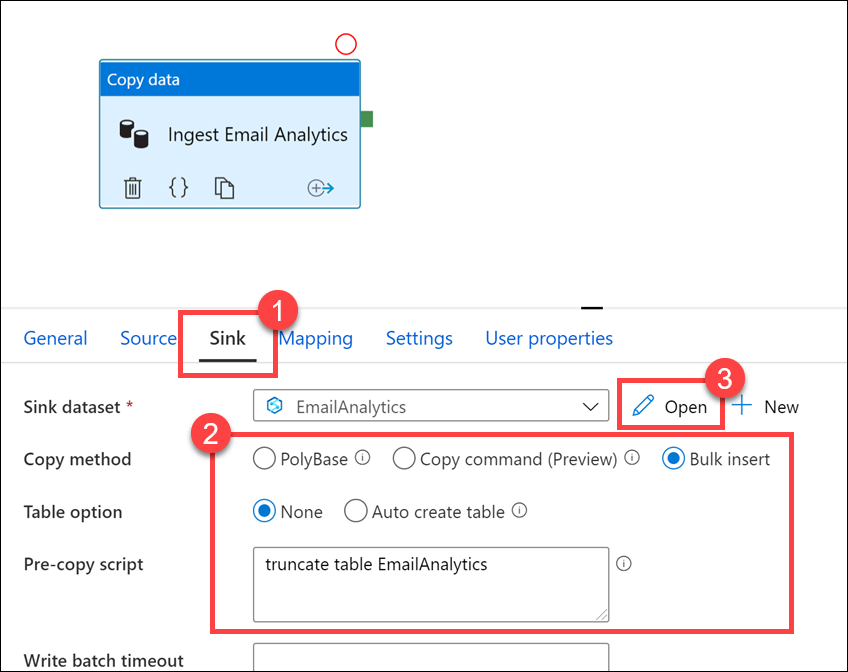 Copy data
Ingest Email Analytics
{}
1
General Source Sink Mapping Settings User properties
3
Sink dataset * EmailAnalytics Open + New
2
Copy method PolyBase Copy command (Preview) Bulk insert
Table option None Auto create table
Pre-copy script truncate table EmailAnalytics
Write batch timeout